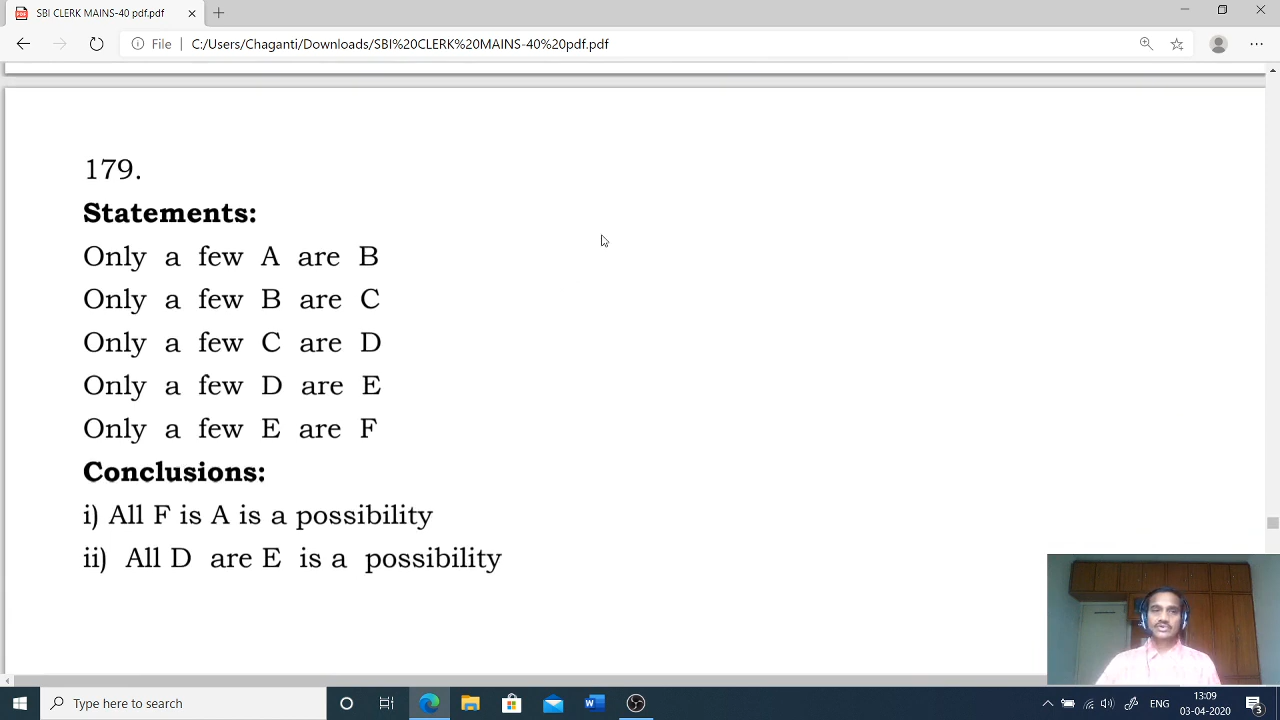 SBI CLERK MAINS-40 pdf.pdf
File
C:/Users/Chaganti/Downloads/SBI%20CLERK%20MAINS-40%20pdf.pdf
179.
Statements:
Only a few A are B
Only a few B are C
Only a few C are D
Only a few D are E
Only a few E are F
Conclusions:
i) All F is A is a possibility
ii) All D are E is a possibility
Type here to search
ENG
13:09
03-04-2020
3